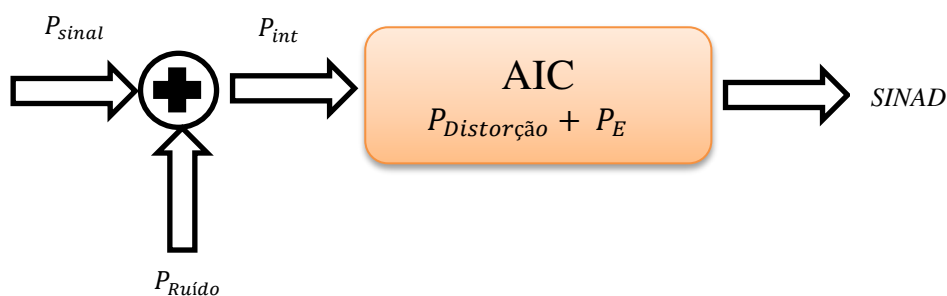 P_sinal
P_int
AIC
P_Distorção + P_E
SINAD
P_Ruído